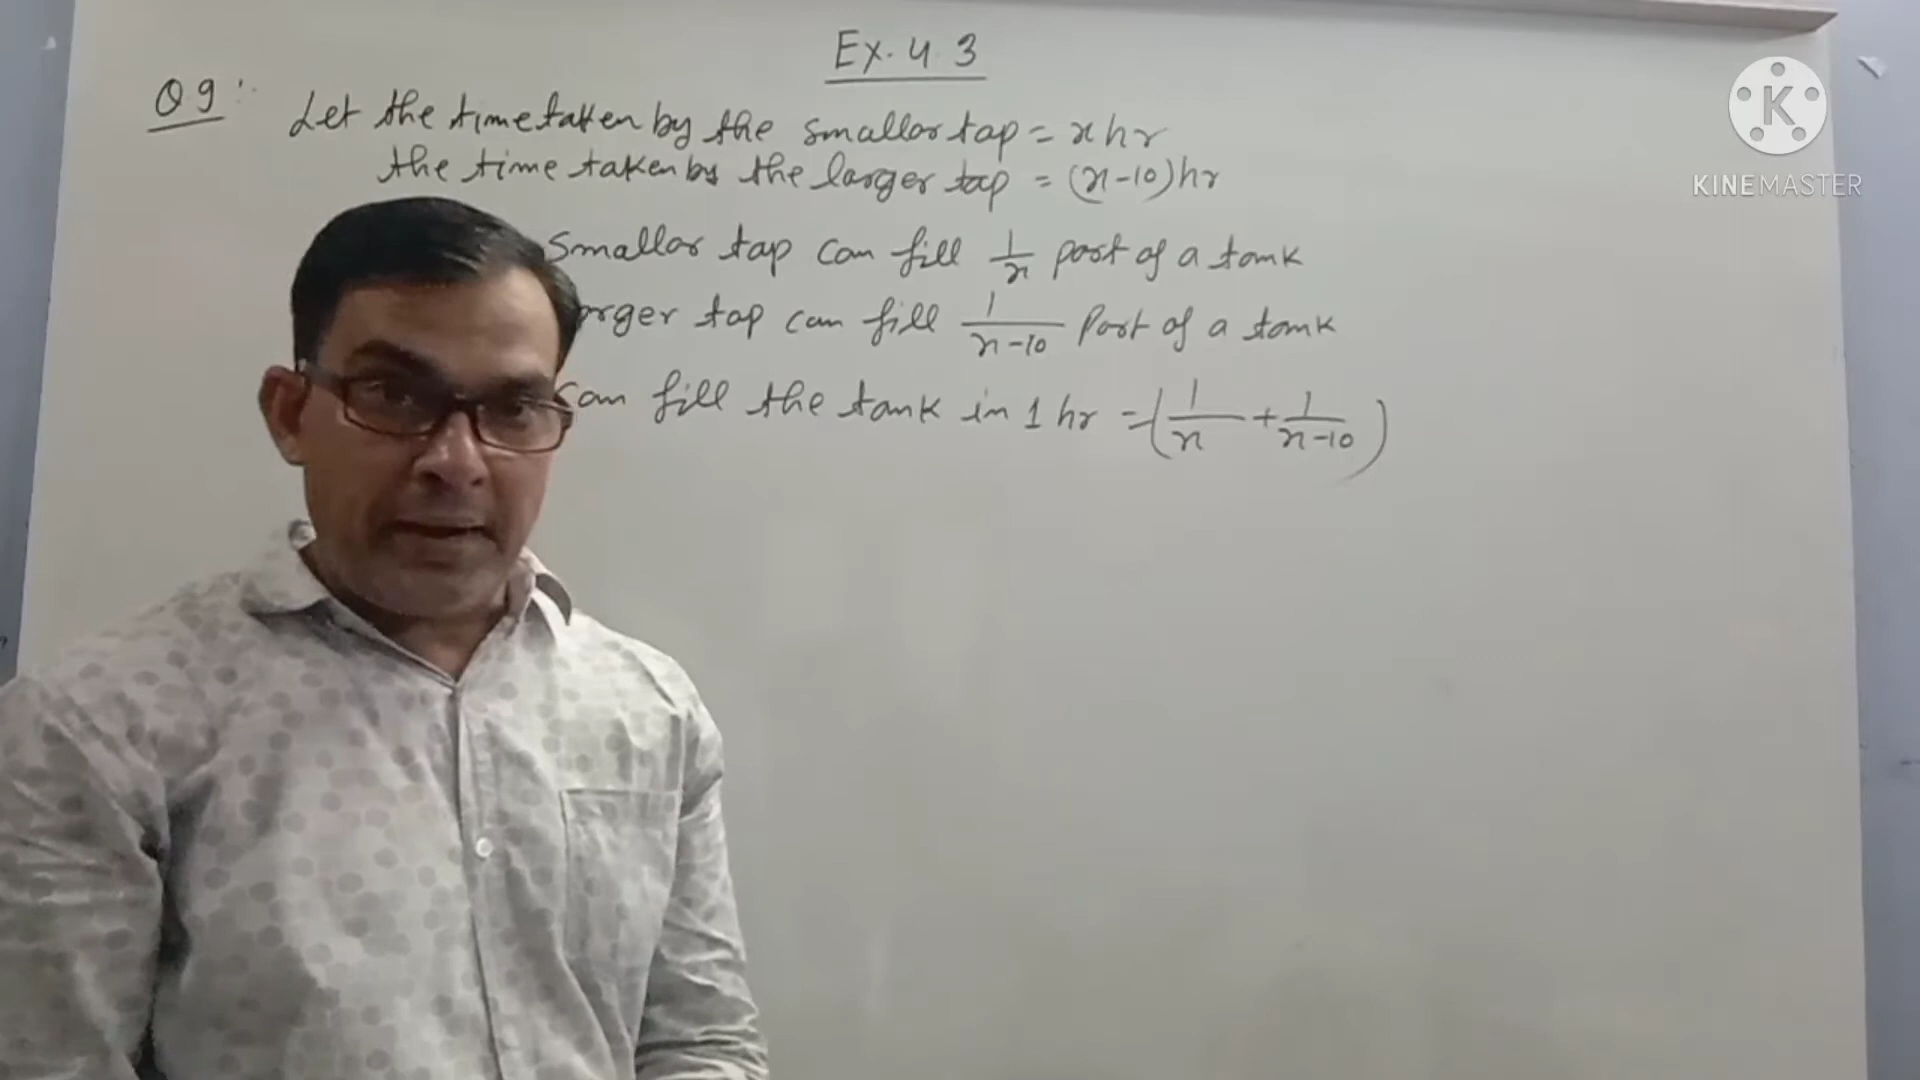 Ex. 4.3
Q 9:
Let the time taken by the smaller tap = x hr
the time taken by the larger tap = (x-10) hr
Smaller tap can fill 1/x part of a tank
tap can fill 1/(x-10) part of a tank
can fill the tank in 1 hr = (1/x + 1/(x-10))
K
KINEMASTER